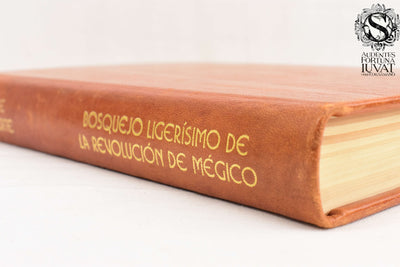 BOSQUEJO LIGERÍSIMO DE
LA REVOLUCIÓN DE MÉGICO
AUDENTES
FORTUNA
IUVAT